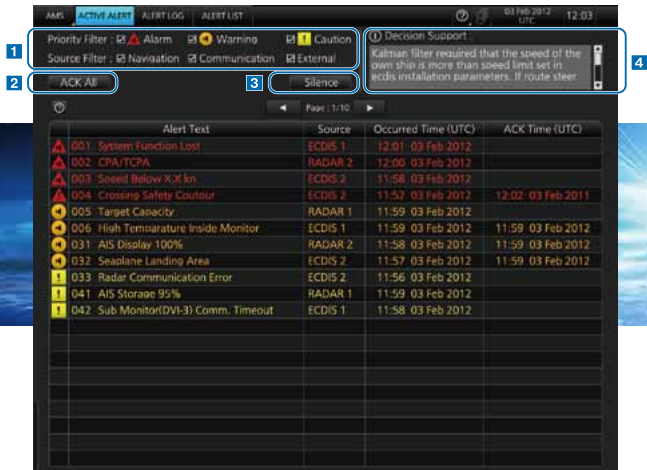 AMS ACTIVE ALERT ALERT LOG ALERT LIST 03 Feb 2012 UTC 12:03
1
Priority Filter : Alarm Warning Caution
Source Filter : Navigation Communication External
Decision Support :
Kalman filter required that the speed of the
own ship is more than speed limit set in
ecdis installation parameters. If route steer
4
2 ACK All
3 Silence
Page : 1/10
Alert Text Source Occurred Time (UTC) ACK Time (UTC)
001 System Function Lost ECDIS 1 12:01 03 Feb 2012
002 CPA/TCPA RADAR 2 12:00 03 Feb 2012
003 Speed Below X.X kn ECDIS 2 11:58 03 Feb 2012
004 Crossing Safety Coutour ECDIS 2 11:52 03 Feb 2012 12:02 03 Feb 2011
005 Target Capacity RADAR 1 11:59 03 Feb 2012
006 High Temparature Inside Monitor ECDIS 1 11:59 03 Feb 2012 11:59 03 Feb 2012
031 AIS Display 100% RADAR 2 11:58 03 Feb 2012 11:59 03 Feb 2012
032 Seaplane Landing Area ECDIS 2 11:57 03 Feb 2012 11:59 03 Feb 2012
033 Radar Communication Error ECDIS 2 11:56 03 Feb 2012
041 AIS Storage 95% RADAR 1 11:59 03 Feb 2012
042 Sub Monitor(DVI-3) Comm. Timeout ECDIS 1 11:58 03 Feb 2012